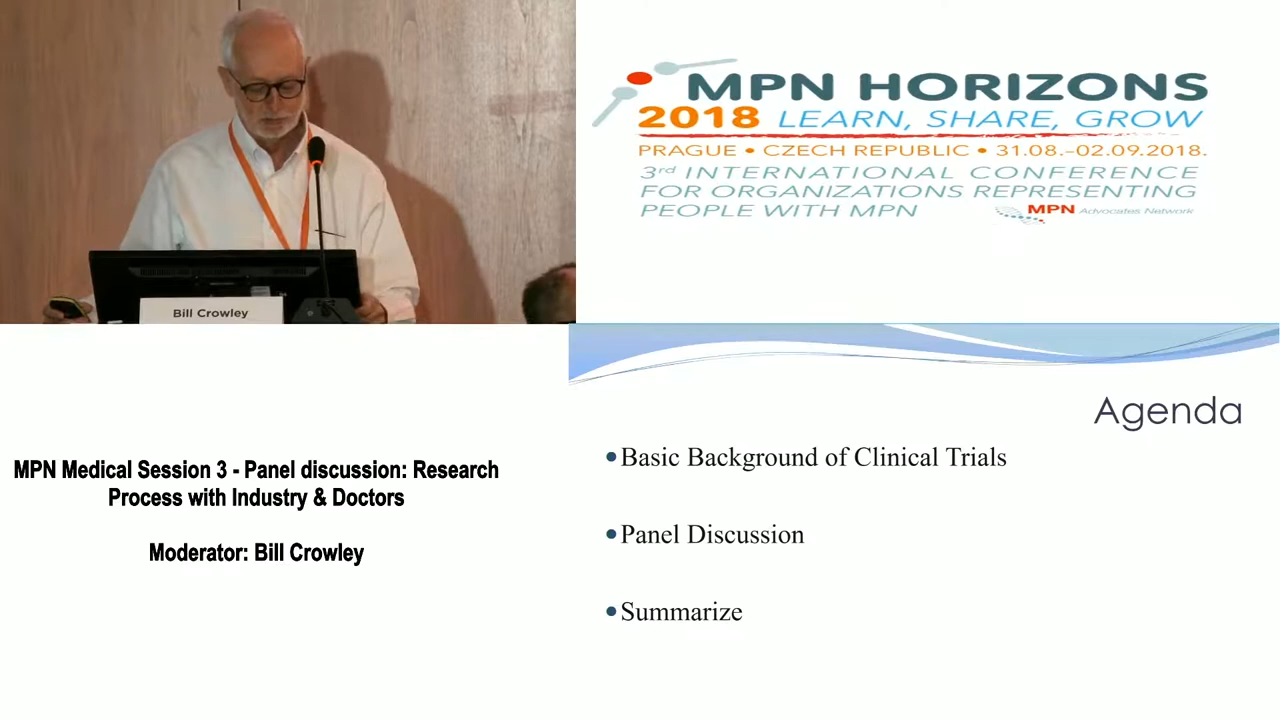 Bill Crowley
MPN HORIZONS
2018 LEARN, SHARE, GROW
PRAGUE • CZECH REPUBLIC • 31.08.-02.09.2018.
3rd INTERNATIONAL CONFERENCE
FOR ORGANIZATIONS REPRESENTING
PEOPLE WITH MPN
MPN Advocates Network
MPN Medical Session 3 - Panel discussion: Research
Process with Industry & Doctors
Moderator: Bill Crowley
Agenda
•Basic Background of Clinical Trials
•Panel Discussion
•Summarize